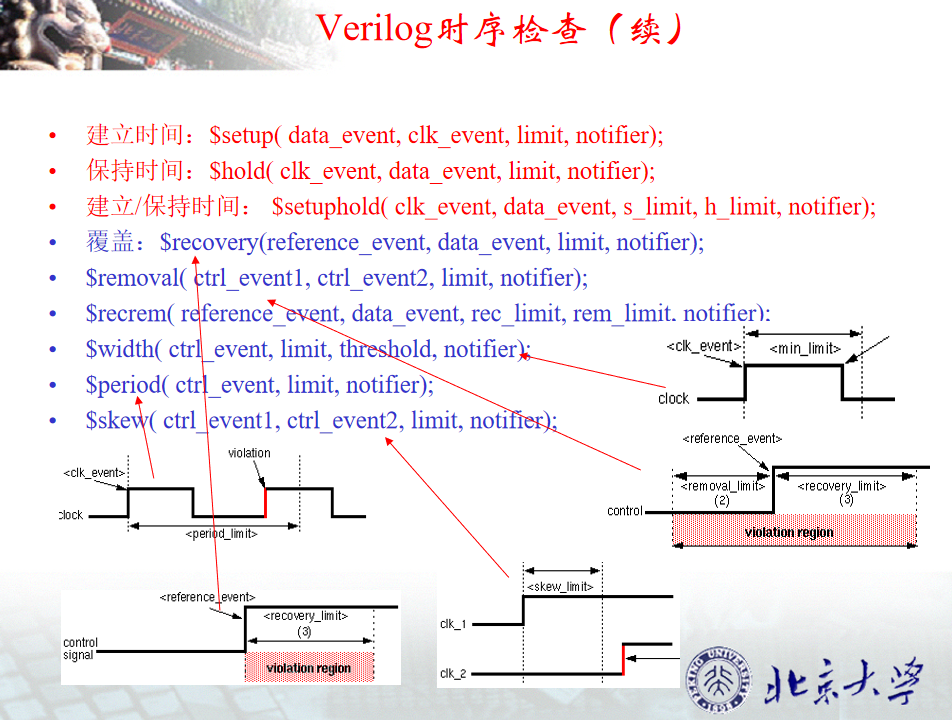 Verilog时序检查（续）
• 建立时间：$setup( data_event, clk_event, limit, notifier);
• 保持时间：$hold( clk_event, data_event, limit, notifier);
• 建立/保持时间： $setuphold( clk_event, data_event, s_limit, h_limit, notifier);
• 覆盖：$recovery(reference_event, data_event, limit, notifier);
• $removal( ctrl_event1, ctrl_event2, limit, notifier);
• $recrem( reference_event, data_event, rec_limit, rem_limit, notifier);
• $width( ctrl_event, limit, threshold, notifier);
• $period( ctrl_event, limit, notifier);
• $skew( ctrl_event1, ctrl_event2, limit, notifier);
<clk_event>
<min_limit>
clock
<reference_event>
<removal_limit>
(2)
<recovery_limit>
(3)
control
violation region
violation
<clk_event>
clock
<period_limit>
<reference_event>
<recovery_limit>
(3)
control
signal
violation region
<skew_limit>
clk_1
clk_2
PEKING UNIVERSITY
1898
北京大学